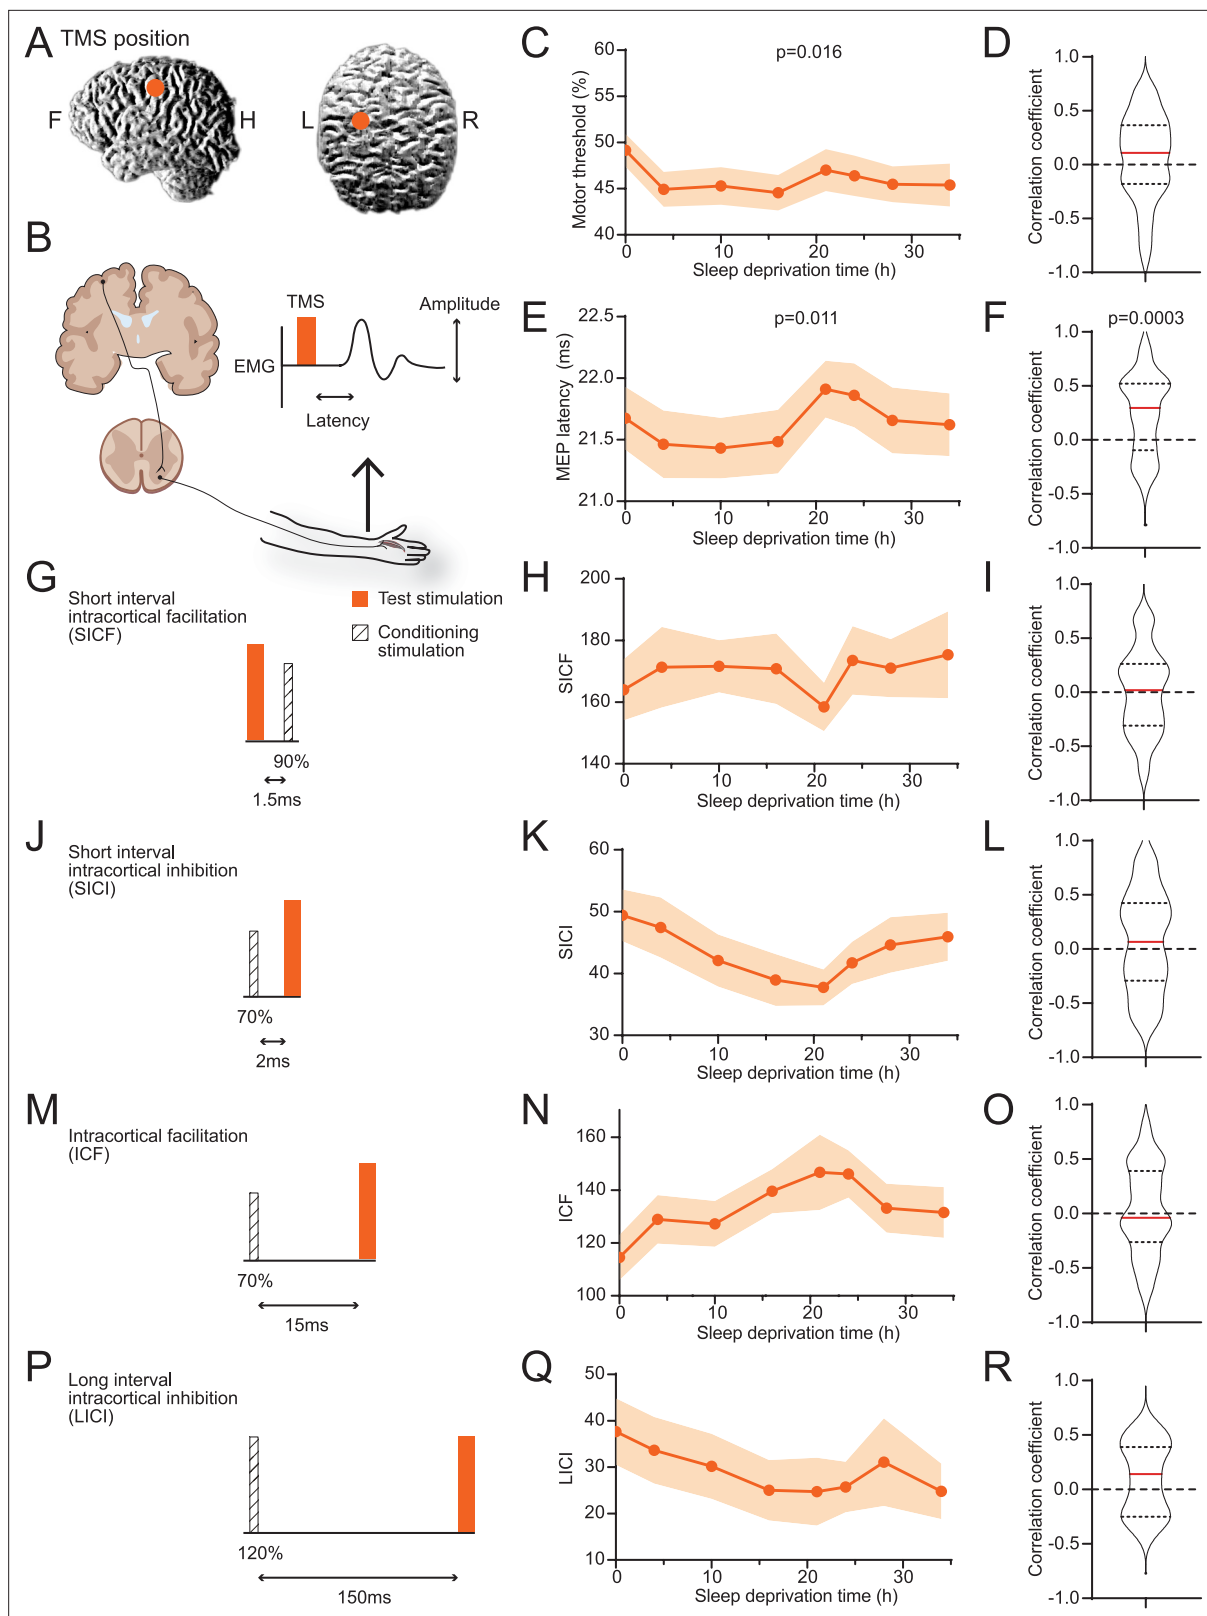 A
TMS position
F
H
L
R
B
TMS
EMG
Amplitude
Latency
C
p=0.016
Motor threshold (%)
60
55
50
45
40
0
10
20
30
Sleep deprivation time (h)
D
Correlation coefficient
1.0
0.5
0.0
-0.5
-1.0
E
p=0.011
MEP latency (ms)
22.5
22.0
21.5
21.0
0
10
20
30
Sleep deprivation time (h)
F
p=0.0003
Correlation coefficient
1.0
0.5
0.0
-0.5
-1.0
G
Short interval
intracortical facilitation
(SICF)
Test stimulation
Conditioning
stimulation
90%
1.5ms
H
SICF
200
180
160
140
0
10
20
30
Sleep deprivation time (h)
I
Correlation coefficient
1.0
0.5
0.0
-0.5
-1.0
J
Short interval
intracortical inhibition
(SICI)
70%
2ms
K
SICI
60
50
40
30
0
10
20
30
Sleep deprivation time (h)
L
Correlation coefficient
1.0
0.5
0.0
-0.5
-1.0
M
Intracortical facilitation
(ICF)
70%
15ms
N
ICF
160
140
120
100
0
10
20
30
Sleep deprivation time (h)
O
Correlation coefficient
1.0
0.5
0.0
-0.5
-1.0
P
Long interval
intracortical inhibition
(LICI)
120%
150ms
Q
LICI
50
40
30
20
10
0
10
20
30
Sleep deprivation time (h)
R
Correlation coefficient
1.0
0.5
0.0
-0.5
-1.0